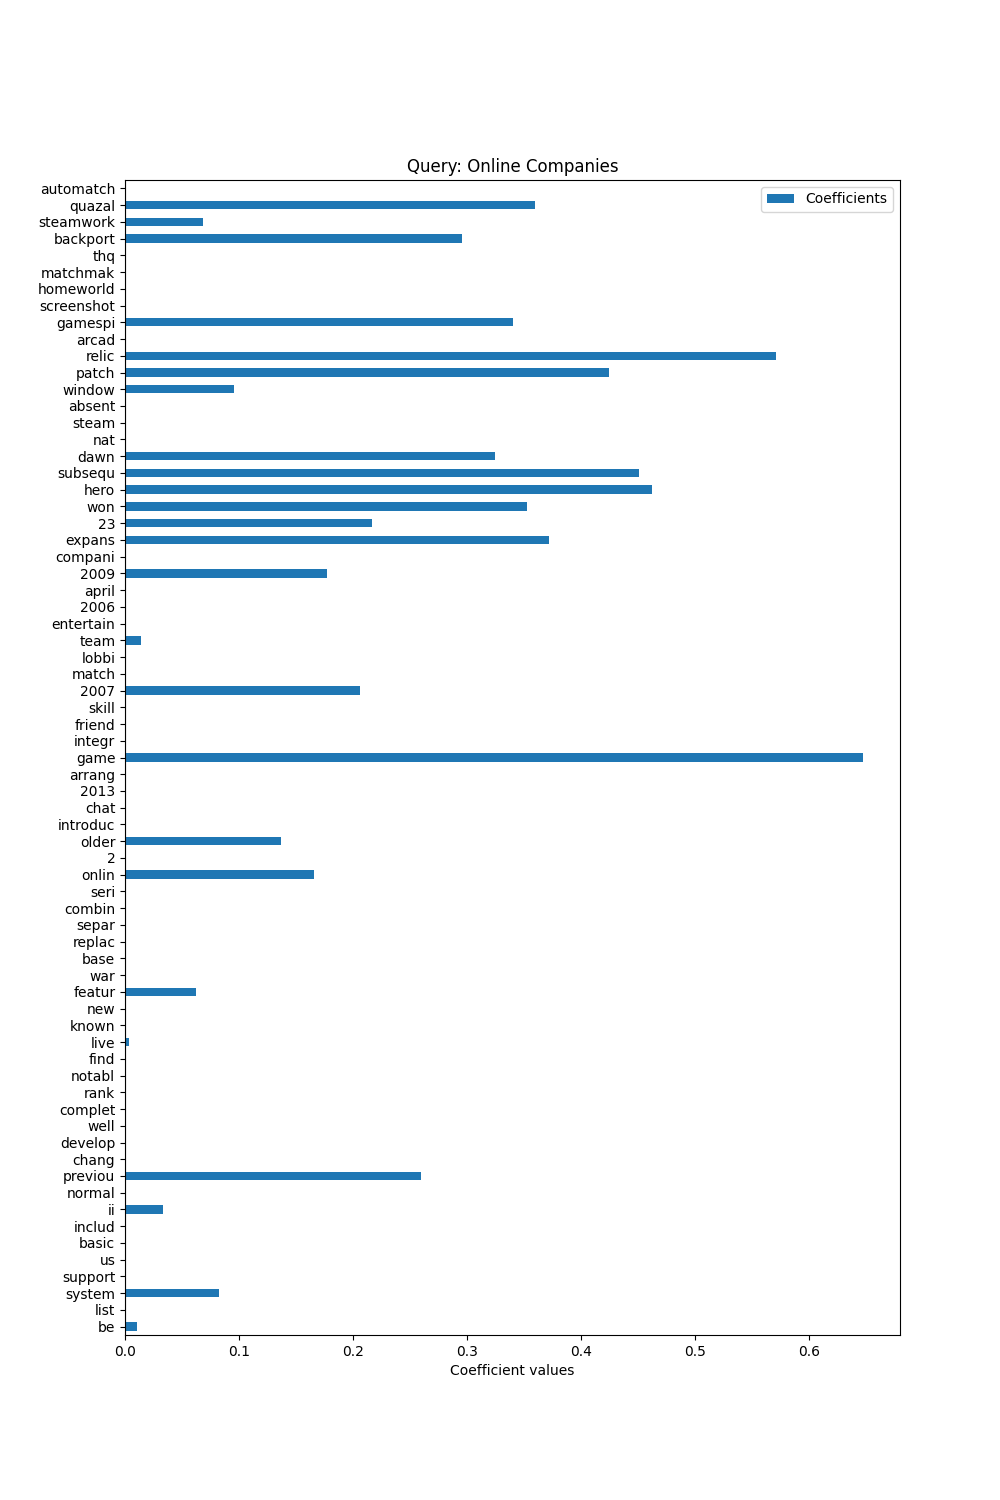 Query: Online Companies
Coefficients
automatch
quazal
steamwork
backport
thq
matchmak
homeworld
screenshot
gamespi
arcad
relic
patch
window
absent
steam
nat
dawn
subsequ
hero
won
23
expans
compani
2009
april
2006
entertain
team
lobbi
match
2007
skill
friend
integr
game
arrang
2013
chat
introduc
older
2
onlin
seri
combin
separ
replac
base
war
featur
new
known
live
find
notabl
rank
complet
well
develop
chang
previou
normal
ii
includ
basic
us
support
system
list
be
0.0 0.1 0.2 0.3 0.4 0.5 0.6
Coefficient values